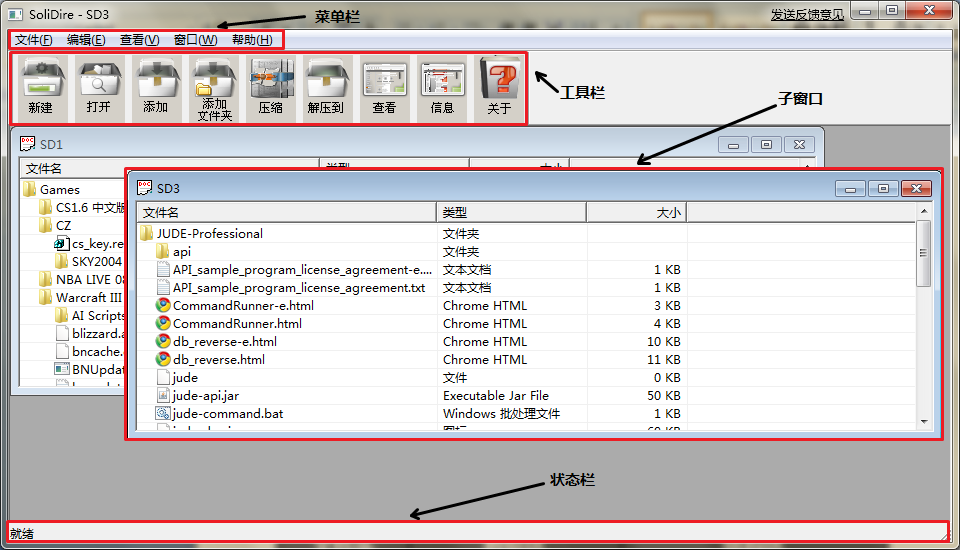 SoliDire - SD3
发送反馈意见
菜单栏
文件(F) 编辑(E) 查看(V) 窗口(W) 帮助(H)
新建 打开 添加 添加文件夹 压缩 解压到 查看 信息 关于
工具栏
子窗口
SD1
文件名 类型 大小
Games
CS1.6 中文版
CZ
cs_key.re
SKY2004
NBA LIVE 08
Warcraft III
AI Scripts
blizzard.a
bncache.
BNUpdat
SD3
文件名 类型 大小
JUDE-Professional 文件夹
api 文件夹
API_sample_program_license_agreement-e.... 文本文档 1 KB
API_sample_program_license_agreement.txt 文本文档 1 KB
CommandRunner-e.html Chrome HTML 3 KB
CommandRunner.html Chrome HTML 4 KB
db_reverse-e.html Chrome HTML 10 KB
db_reverse.html Chrome HTML 11 KB
jude 文件 0 KB
jude-api.jar Executable Jar File 50 KB
jude-command.bat Windows 批处理文件 1 KB
状态栏
就绪